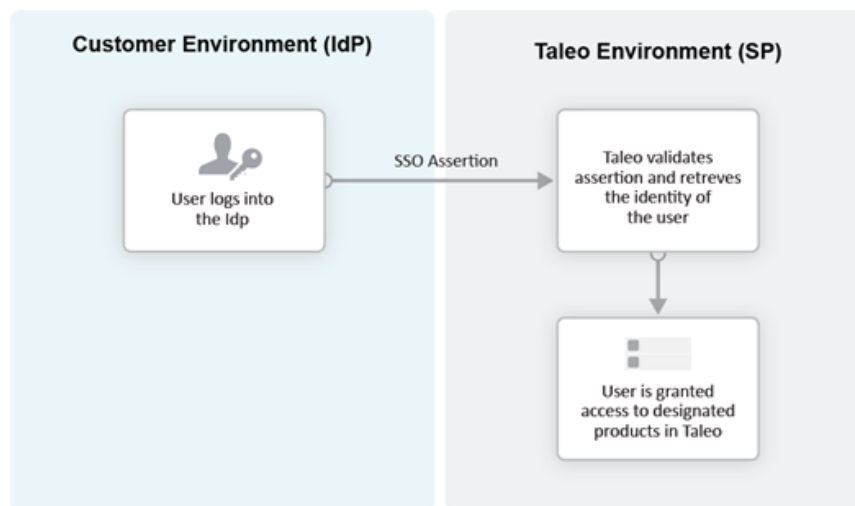 Customer Environment (IdP)
Taleo Environment (SP)
User logs into
the Idp
SSO Assertion
Taleo validates
assertion and retreves
the identity of
the user
User is granted
access to designated
products in Taleo